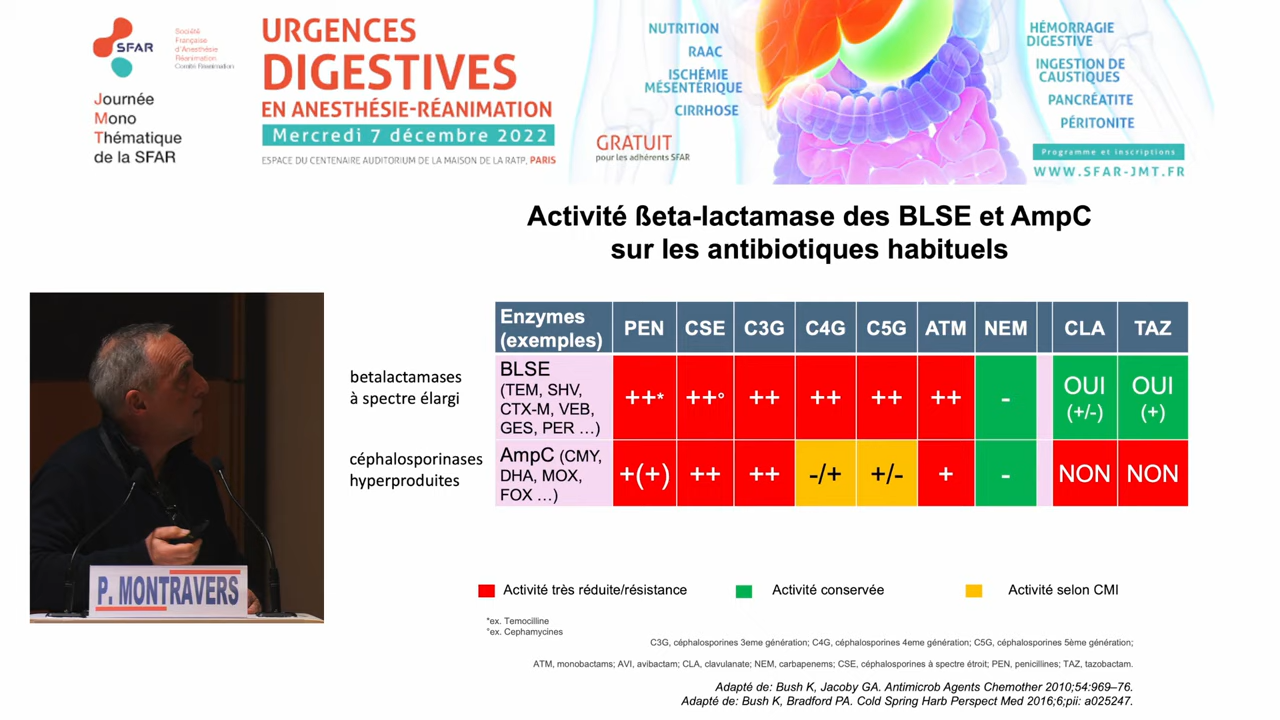 SFAR
Société
Française
d'Anesthésie
Réanimation
Comité Réanimation
Journée
Mono
Thématique
de la SFAR
URGENCES
DIGESTIVES
EN ANESTHÉSIE-RÉANIMATION
Mercredi 7 décembre 2022
ESPACE DU CENTENAIRE AUDITORIUM DE LA MAISON DE LA RATP, PARIS
NUTRITION
RAAC
ISCHÉMIE
MÉSENTÉRIQUE
CIRRHOSE
GRATUIT
pour les adhérents SFAR
HÉMORRAGIE
DIGESTIVE
INGESTION DE
CAUSTIQUES
PANCRÉATITE
PÉRITONITE
Programme et inscriptions
WWW.SFAR-JMT.FR
Activité ßeta-lactamase des BLSE et AmpC
sur les antibiotiques habituels
Enzymes
(exemples)
PEN CSE C3G C4G C5G ATM NEM CLA TAZ
betalactamases
à spectre élargi
BLSE
(TEM, SHV,
CTX-M, VEB,
GES, PER …)
++* ++° ++ ++ ++ ++ - OUI OUI
(+/-) (+)
céphalosporinases
hyperproduites
AmpC (CMY,
DHA, MOX,
FOX …)
+(+) ++ ++ -/+ +/- + - NON NON
P. MONTRAVERS
Activité très réduite/résistance Activité conservée Activité selon CMI
*ex. Temocilline
°ex. Cephamycines
C3G, céphalosporines 3eme génération; C4G, céphalosporines 4eme génération; C5G, céphalosporines 5ème génération;
ATM, monobactams; AVI, avibactam; CLA, clavulanate; NEM, carbapenems; CSE, céphalosporines à spectre étroit; PEN, penicillines; TAZ, tazobactam.
Adapté de: Bush K, Jacoby GA. Antimicrob Agents Chemother 2010;54:969–76.
Adapté de: Bush K, Bradford PA. Cold Spring Harb Perspect Med 2016;6;pii: a025247.